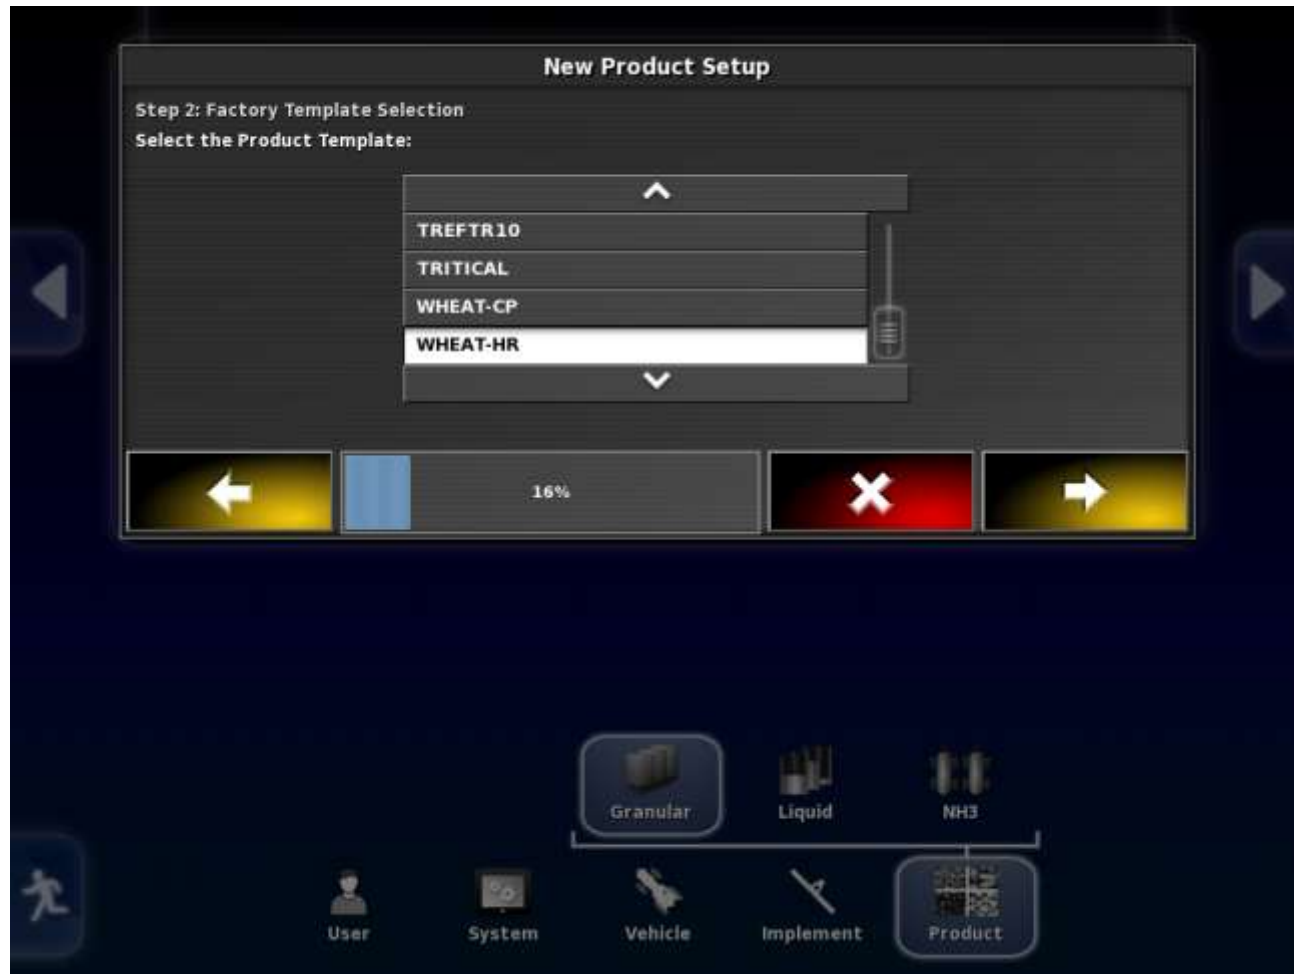 New Product Setup
Step 2: Factory Template Selection
Select the Product Template:
TREFTR10
TRITICAL
WHEAT-CP
WHEAT-HR
16%
Granular
Liquid
NH3
User
System
Vehicle
Implement
Product